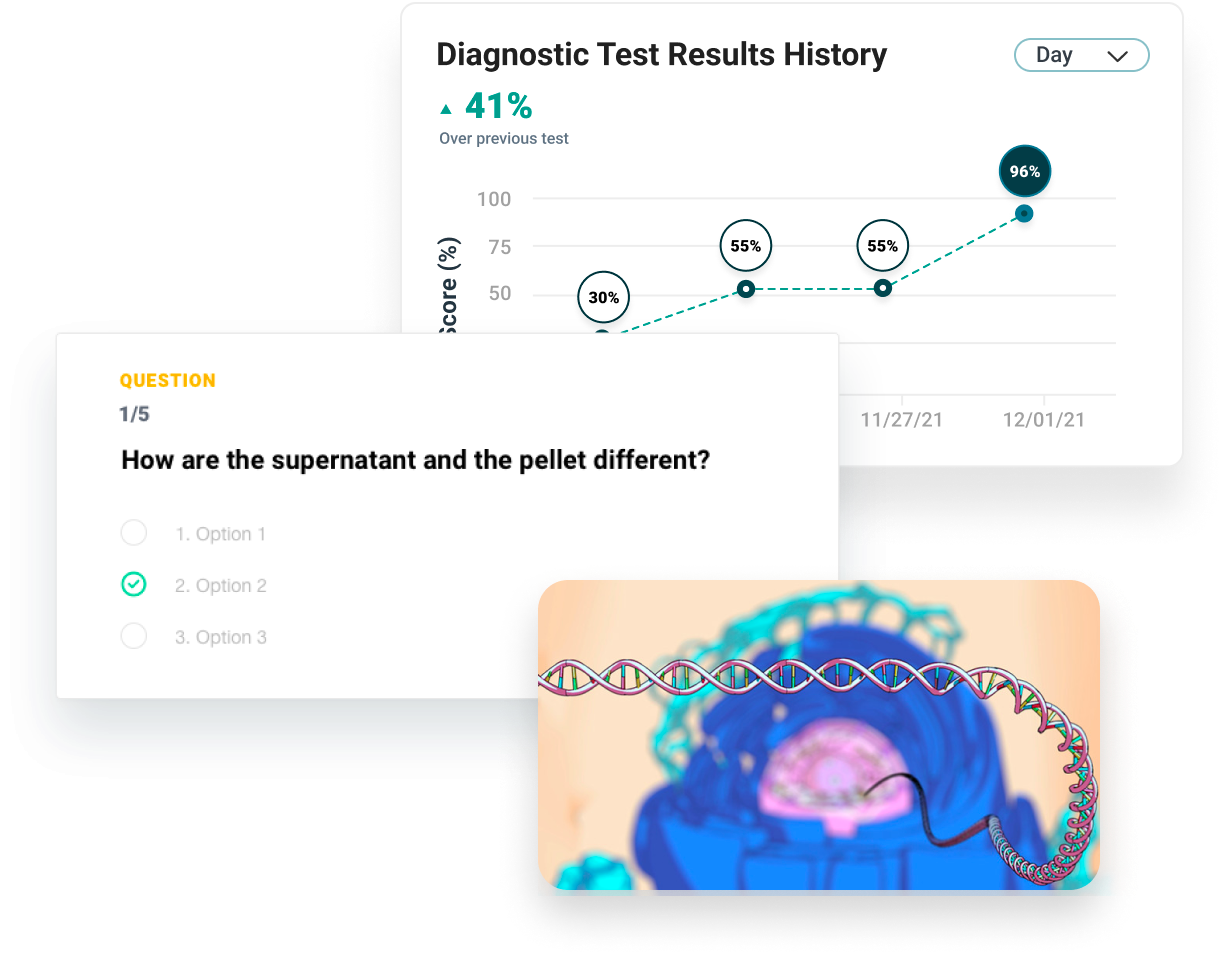 Diagnostic Test Results History
Day
▲ 41%
Over previous test
96%
100
55%
55%
75
Score (%)
30%
50
11/27/21
12/01/21
QUESTION
1/5
How are the supernatant and the pellet different?
1. Option 1
2. Option 2
3. Option 3